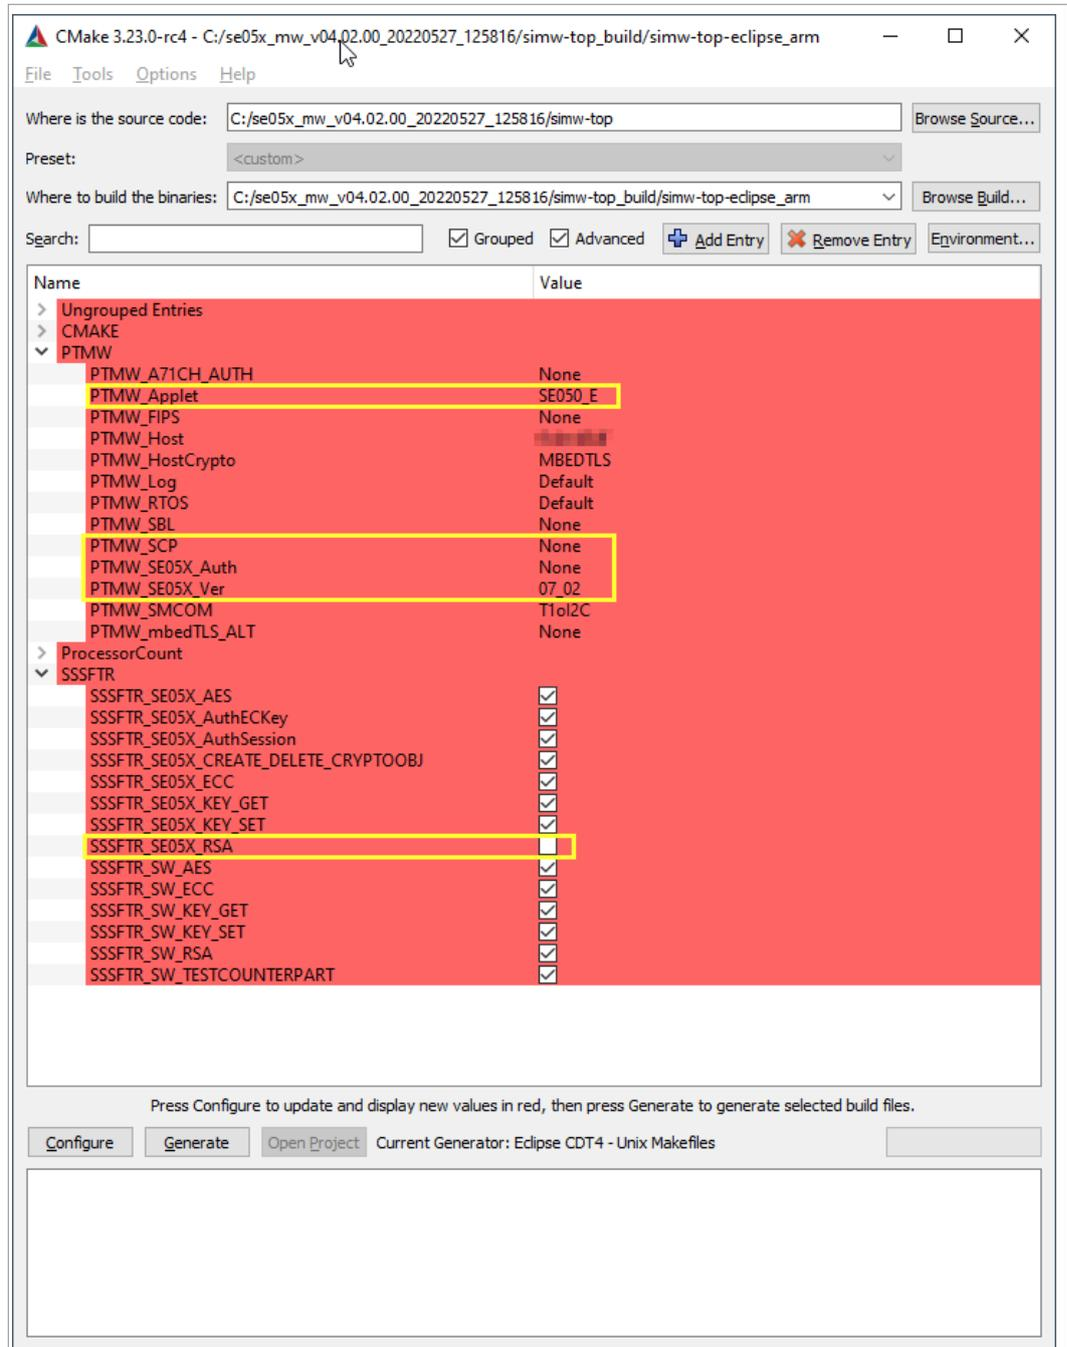 CMake 3.23.0-rc4 - C:/se05x_mw_v04.02.00_20220527_125816/simw-top_build/simw-top-eclipse_arm
File Tools Options Help
Where is the source code: C:/se05x_mw_v04.02.00_20220527_125816/simw-top Browse Source...
Preset: <custom>
Where to build the binaries: C:/se05x_mw_v04.02.00_20220527_125816/simw-top_build/simw-top-eclipse_arm Browse Build...
Search: Grouped Advanced Add Entry Remove Entry Environment...
Name Value
Ungrouped Entries
CMAKE
PTMW
PTMW_A71CH_AUTH None
PTMW_Applet SE050_E
PTMW_FIPS None
PTMW_Host
PTMW_HostCrypto MBEDTLS
PTMW_Log Default
PTMW_RTOS Default
PTMW_SBL None
PTMW_SCP None
PTMW_SE05X_Auth None
PTMW_SE05X_Ver 07_02
PTMW_SMCOM T1oI2C
PTMW_mbedTLS_ALT None
ProcessorCount
SSSFTR
SSSFTR_SE05X_AES
SSSFTR_SE05X_AuthECKey
SSSFTR_SE05X_AuthSession
SSSFTR_SE05X_CREATE_DELETE_CRYPTOOBJ
SSSFTR_SE05X_ECC
SSSFTR_SE05X_KEY_GET
SSSFTR_SE05X_KEY_SET
SSSFTR_SE05X_RSA
SSSFTR_SW_AES
SSSFTR_SW_ECC
SSSFTR_SW_KEY_GET
SSSFTR_SW_KEY_SET
SSSFTR_SW_RSA
SSSFTR_SW_TESTCOUNTERPART
Press Configure to update and display new values in red, then press Generate to generate selected build files.
Configure Generate Open Project Current Generator: Eclipse CDT4 - Unix Makefiles